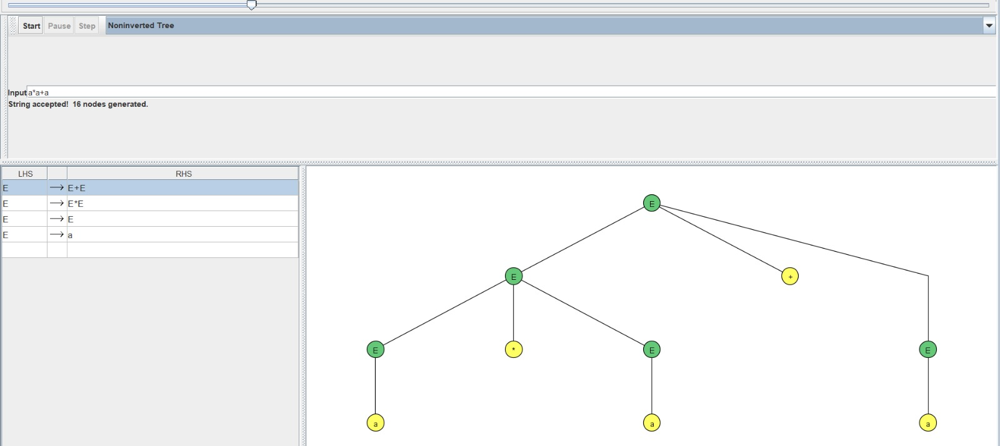 Start Pause Step Noninverted Tree
Input a*a+a
String accepted! 16 nodes generated.
LHS RHS
E → E+E
E → E*E
E → E
E → a
E
E +
E * E E
a a a